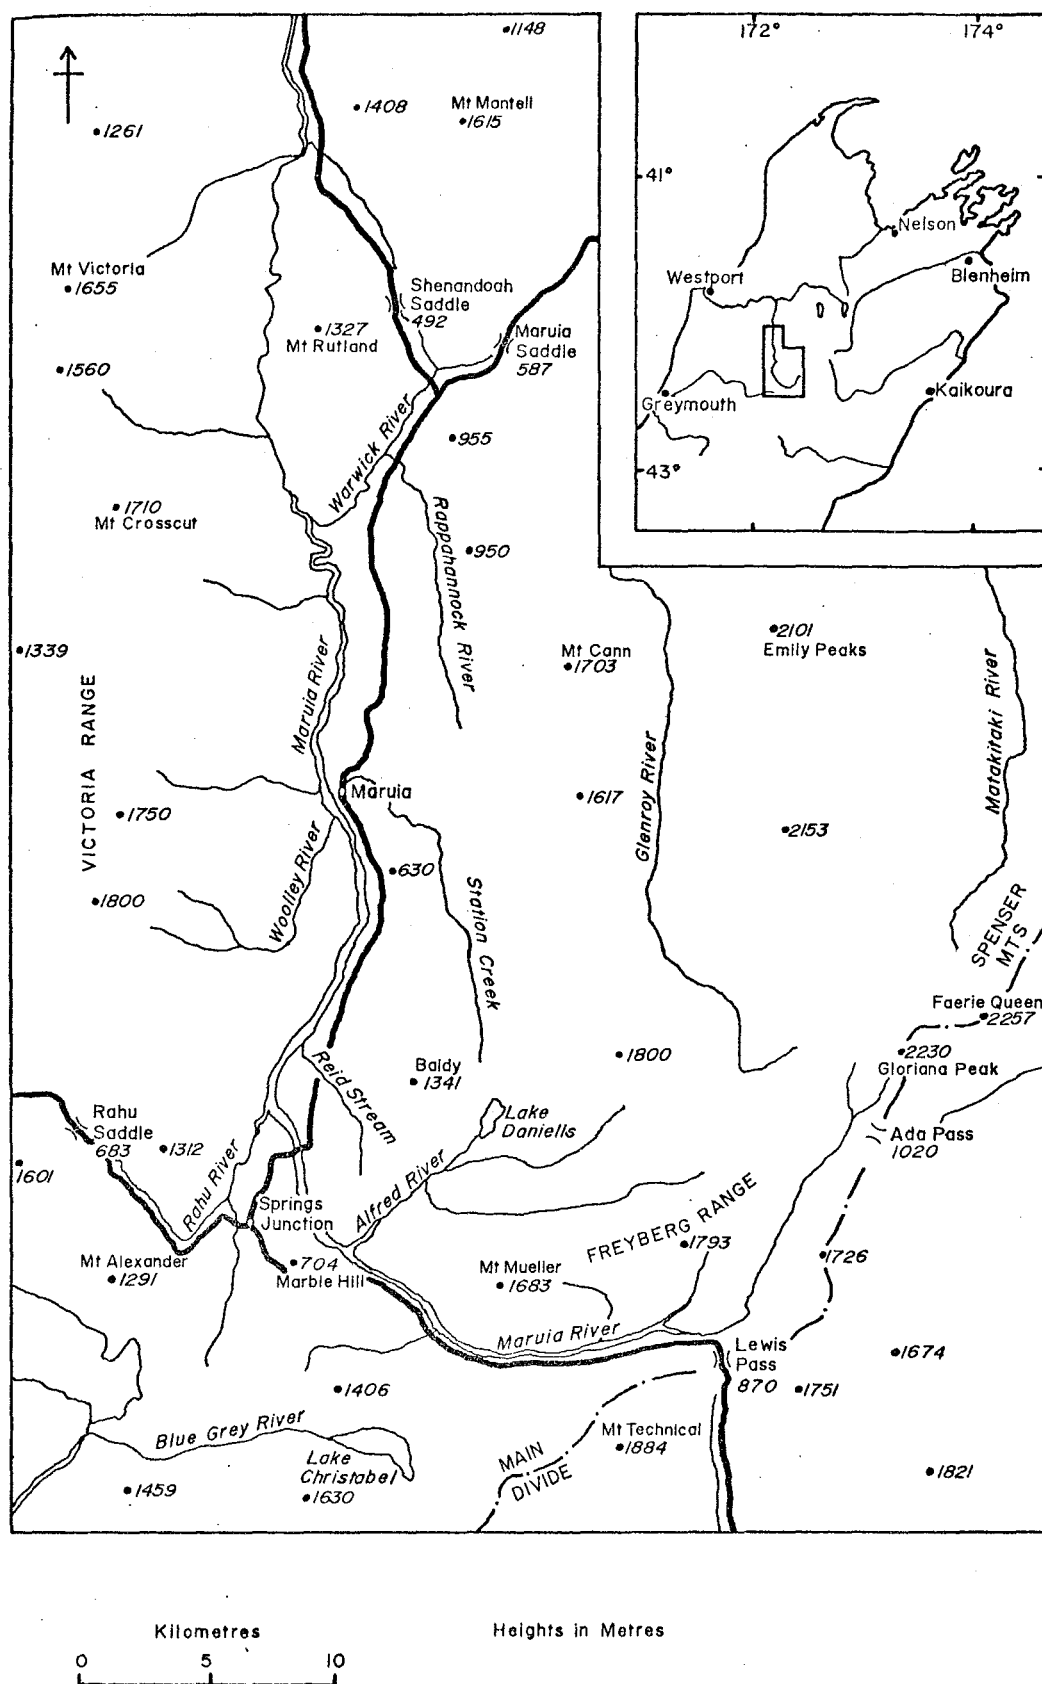 1148
1408
Mt Mantell
1615
1261
Mt Victoria
1655
Shenandoah
Saddle
492
1327
Mt Rutland
Maruia
Saddle
587
1560
Warwick River
955
1710
Mt Crosscut
Rappahannock River
950
1339
VICTORIA RANGE
Maruia River
Mt Cann
1703
2101
Emily Peaks
Glenroy River
Matakitaki River
Maruia
1617
1750
2153
630
1800
Woolley River
Station Creek
SPENSER
MTS
Faerie Queen
2257
2230
Gloriana Peak
1800
Baldy
1341
Reid Stream
Lake
Daniells
Ada Pass
1020
Rahu
Saddle
683
1312
1601
Rahu River
Alfred River
Springs
Junction
FREYBERG RANGE
1793
1726
Mt Alexander
1291
704
Marble Hill
Mt Mueller
1683
Maruia River
Lewis
Pass
870
1674
1751
1406
Blue Grey River
Lake
Christabel
1630
1459
Mt Technical
1884
MAIN
DIVIDE
1821
172°
174°
41°
Nelson
Westport
Blenheim
Greymouth
Kaikoura
43°
Kilometres
Heights in Metres
0 5 10